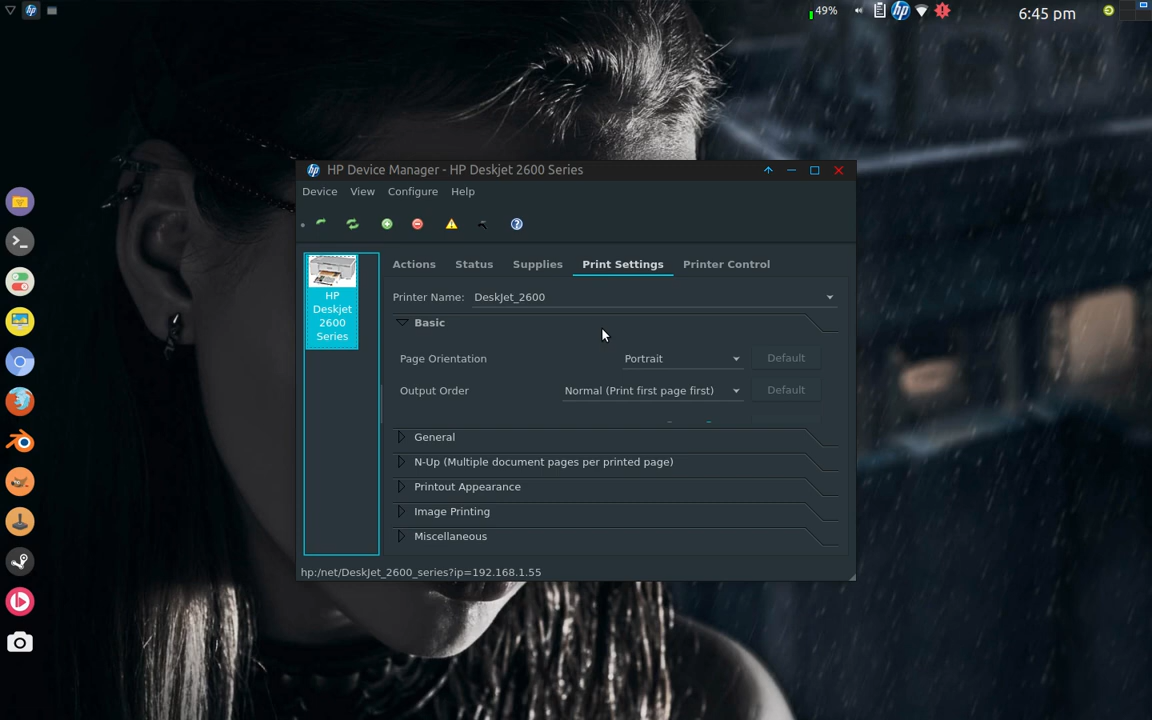 hp
49%
hp
6:45 pm
hp HP Device Manager - HP Deskjet 2600 Series
Device View Configure Help
Actions Status Supplies Print Settings Printer Control
HP
Deskjet
2600
Series
Printer Name: DeskJet_2600
Basic
Page Orientation Portrait Default
Output Order Normal (Print first page first) Default
General
N-Up (Multiple document pages per printed page)
Printout Appearance
Image Printing
Miscellaneous
hp:/net/DeskJet_2600_series?ip=192.168.1.55